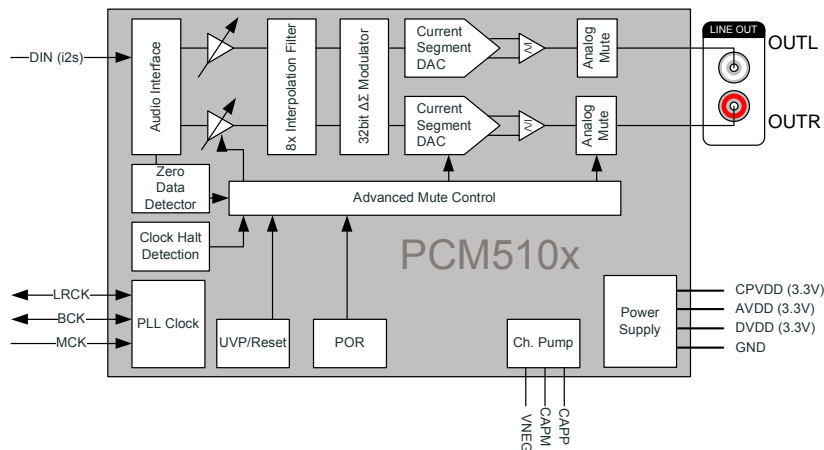 LINE OUT
OUTL
OUTR
DIN (i2s)
Audio Interface
8x Interpolation Filter
32bit ΔΣ Modulator
Current
Segment
DAC
Analog
Mute
Current
Segment
DAC
Analog
Mute
Zero
Data
Detector
Advanced Mute Control
Clock Halt
Detection
PCM510x
LRCK
BCK
MCK
PLL Clock
UVP/Reset
POR
Ch. Pump
Power
Supply
CPVDD (3.3V)
AVDD (3.3V)
DVDD (3.3V)
GND
VNEG
CAPM
CAPP